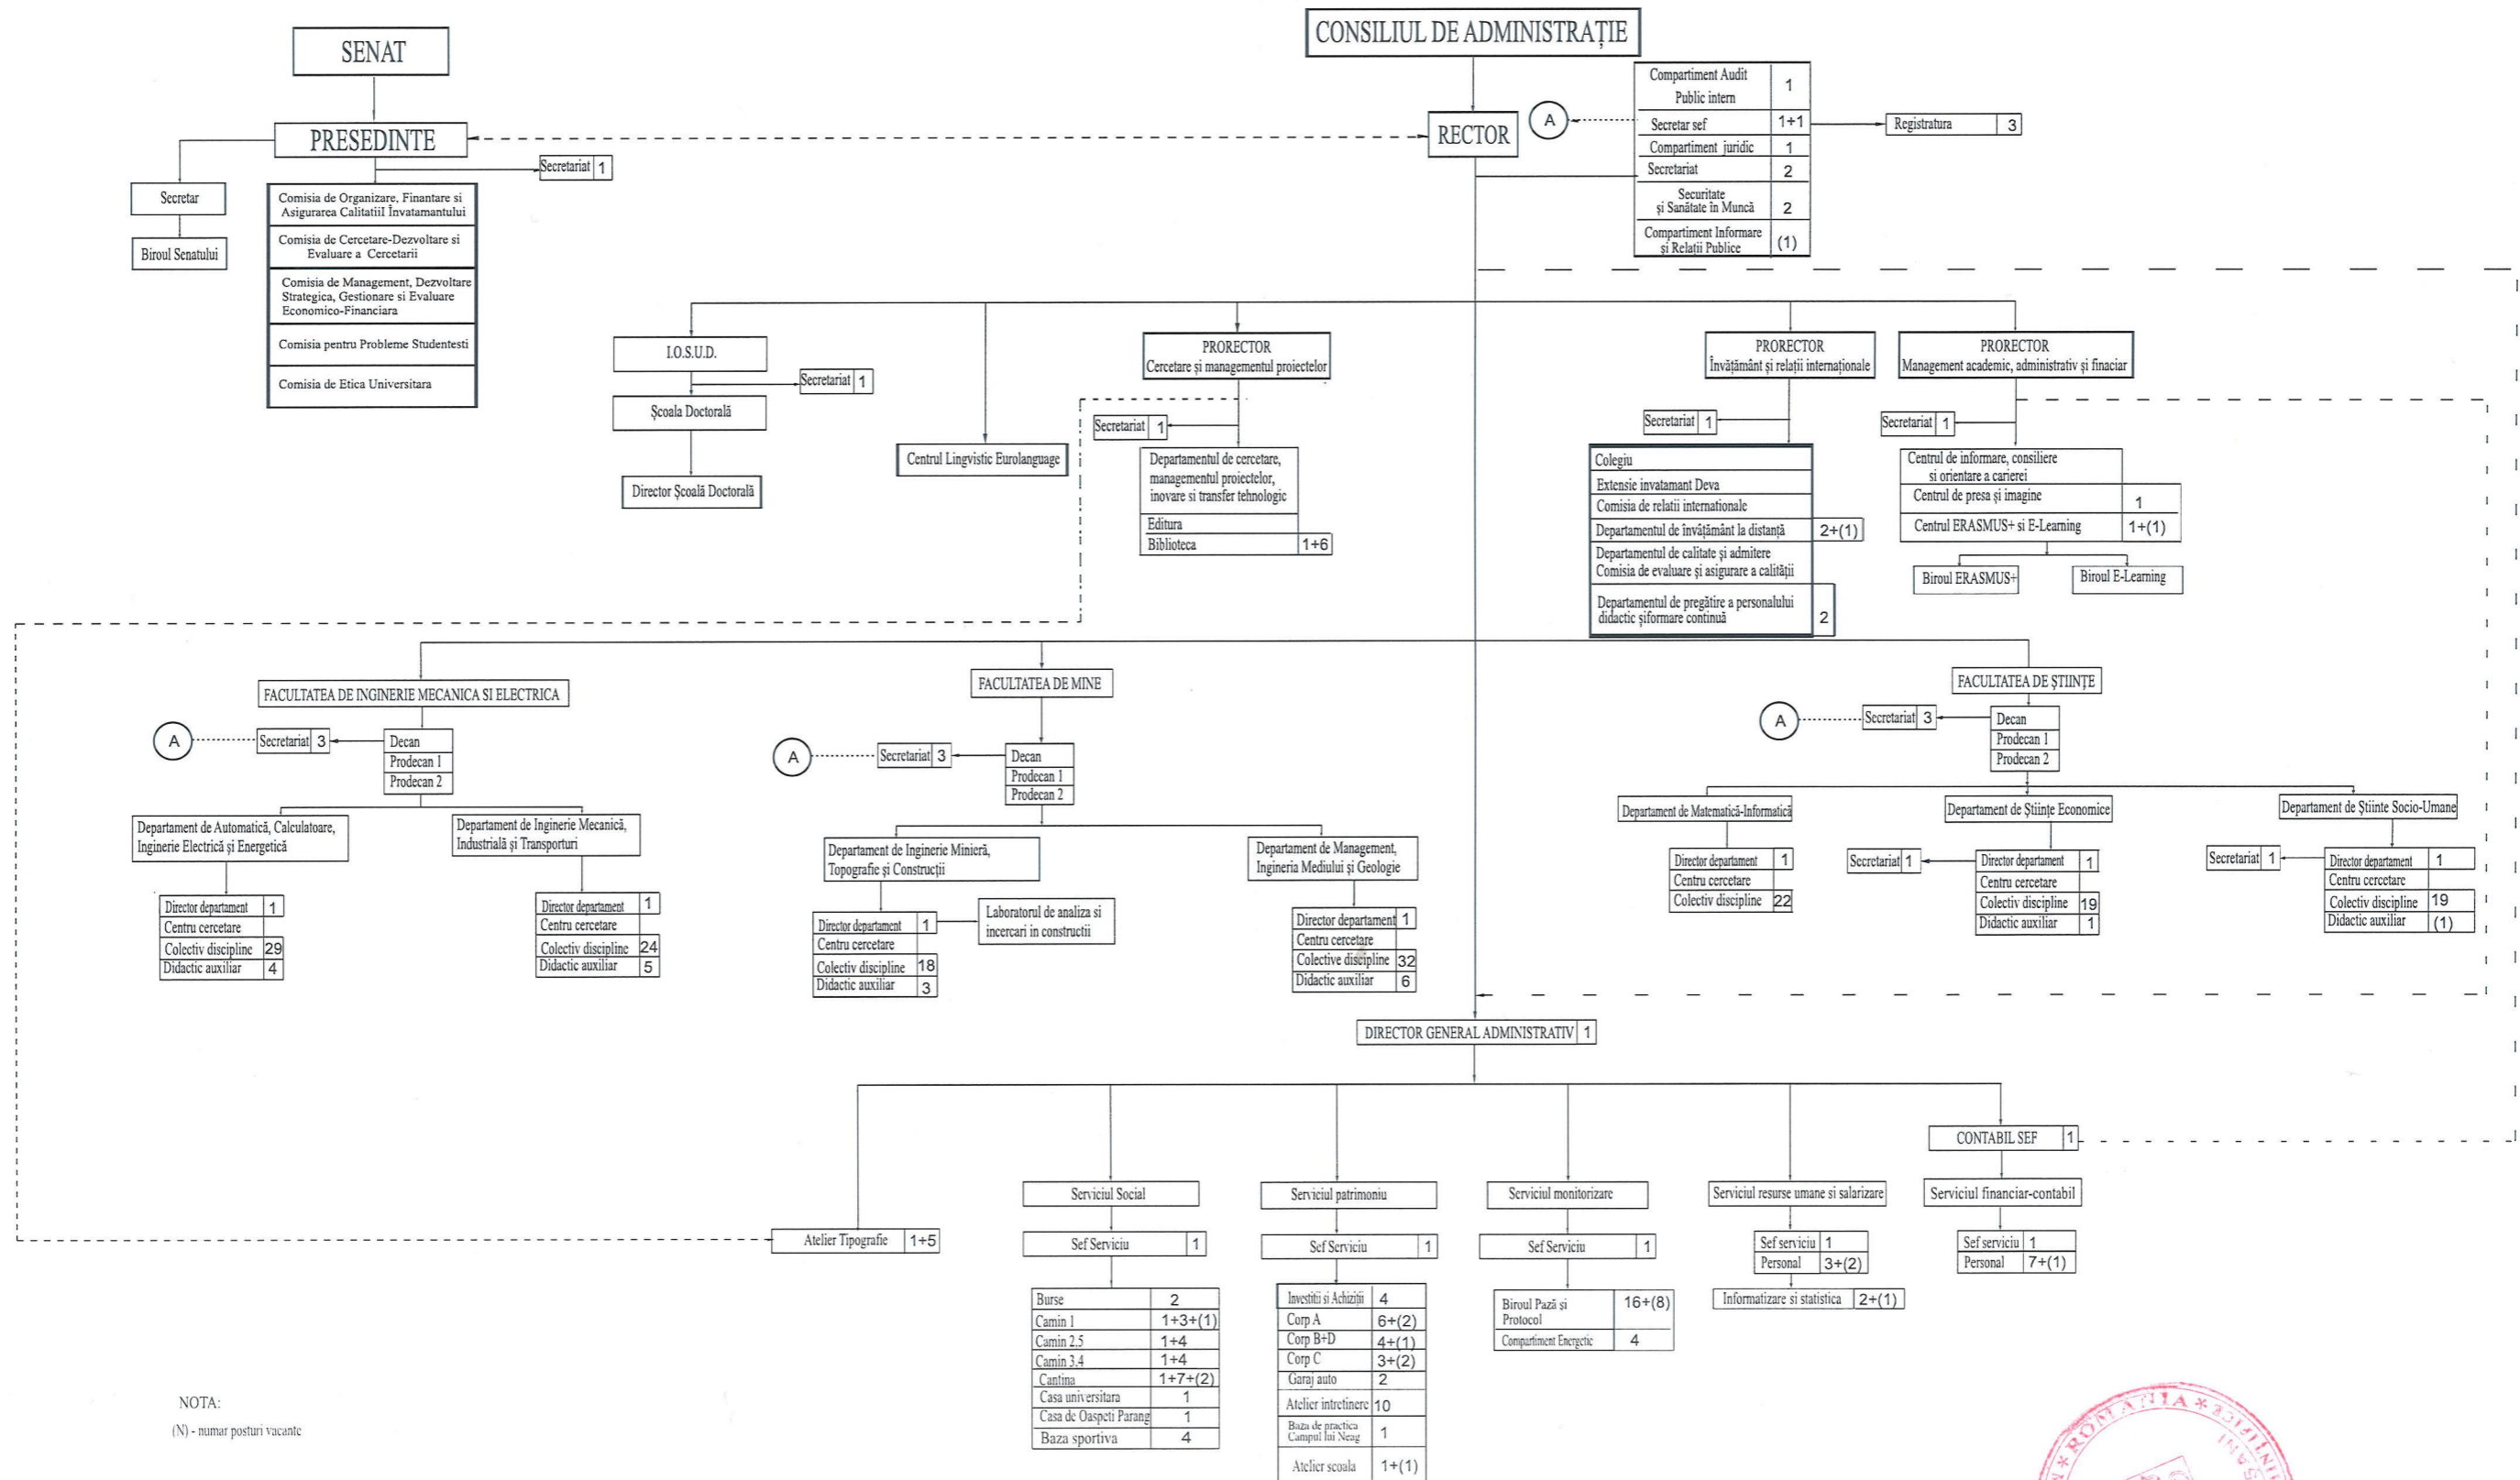 SENAT
PRESEDINTE
Secretariat 1
Secretar
Biroul Senatului
Comisia de Organizare, Finantare si
Asigurarea CalitatiiI Învatamantului
Comisia de Cercetare-Dezvoltare si
Evaluare a Cercetarii
Comisia de Management, Dezvoltare
Strategica, Gestionare si Evaluare
Economico-Financiara
Comisia pentru Probleme Studentesti
Comisia de Etica Universitara
CONSILIUL DE ADMINISTRAȚIE
RECTOR
A
Compartiment Audit
Public intern 1
Secretar sef 1+1
Compartiment juridic 1
Secretariat 2
Securitate
și Sanătate în Muncă 2
Compartiment Informare
și Relații Publice (1)
Registratura 3
I.O.S.U.D.
Secretariat 1
Școala Doctorală
Director Școală Doctorală
Centrul Lingvistic Eurolanguage
PRORECTOR
Cercetare și managementul proiectelor
Secretariat 1
Departamentul de cercetare,
managementul proiectelor,
inovare si transfer tehnologic
Editura
Biblioteca 1+6
PRORECTOR
Învățământ și relații internaționale
Secretariat 1
Colegiu
Extensie invatamant Deva
Comisia de relatii internationale
Departamentul de învățământ la distanță 2+(1)
Departamentul de calitate și admitere
Comisia de evaluare și asigurare a calității
Departamentul de pregătire a personalului
didactic șiformare continuă 2
PRORECTOR
Management academic, administrativ și finaciar
Secretariat 1
Centrul de informare, consiliere
si orientare a carierei
Centrul de presa și imagine 1
Centrul ERASMUS+ si E-Learning 1+(1)
Biroul ERASMUS+
Biroul E-Learning
FACULTATEA DE INGINERIE MECANICA SI ELECTRICA
A
Secretariat 3
Decan
Prodecan 1
Prodecan 2
Departament de Automatică, Calculatoare,
Inginerie Electrică și Energetică
Director departament 1
Centru cercetare
Colectiv discipline 29
Didactic auxiliar 4
Departament de Inginerie Mecanică,
Industrială și Transporturi
Director departament 1
Centru cercetare
Colectiv discipline 24
Didactic auxiliar 5
FACULTATEA DE MINE
A
Secretariat 3
Decan
Prodecan 1
Prodecan 2
Departament de Inginerie Minieră,
Topografie și Construcții
Director departament 1
Centru cercetare
Colectiv discipline 18
Didactic auxiliar 3
Laboratorul de analiza si
incercari in constructii
Departament de Management,
Ingineria Mediului și Geologie
Director departament 1
Centru cercetare
Colective discipline 32
Didactic auxiliar 6
FACULTATEA DE ȘTIINȚE
A
Secretariat 3
Decan
Prodecan 1
Prodecan 2
Departament de Matematică-Informatică
Director departament 1
Centru cercetare
Colectiv discipline 22
Departament de Științe Economice
Secretariat 1
Director departament 1
Centru cercetare
Colectiv discipline 19
Didactic auxiliar 1
Departament de Științe Socio-Umane
Secretariat 1
Director departament 1
Centru cercetare
Colectiv discipline 19
Didactic auxiliar (1)
DIRECTOR GENERAL ADMINISTRATIV 1
Atelier Tipografie 1+5
Serviciul Social
Sef Serviciu 1
Burse 2
Camin 1 1+3+(1)
Camin 2.5 1+4
Camin 3.4 1+4
Cantina 1+7+(2)
Casa universitara 1
Casa de Oaspeti Parang 1
Baza sportiva 4
Serviciul patrimoniu
Sef Serviciu 1
Investitii si Achiziții 4
Corp A 6+(2)
Corp B+D 4+(1)
Corp C 3+(2)
Garaj auto 2
Atelier intretinere 10
Baza de practica
Campul lui Neag 1
Atelier scoala 1+(1)
Serviciul monitorizare
Sef Serviciu 1
Biroul Pază și
Protocol 16+(8)
Compartiment Energetic 4
Serviciul resurse umane si salarizare
Sef serviciu 1
Personal 3+(2)
Informatizare si statistica 2+(1)
CONTABIL SEF 1
Serviciul financiar-contabil
Sef serviciu 1
Personal 7+(1)
NOTA:
(N) - numar posturi vacante
ROMANIA